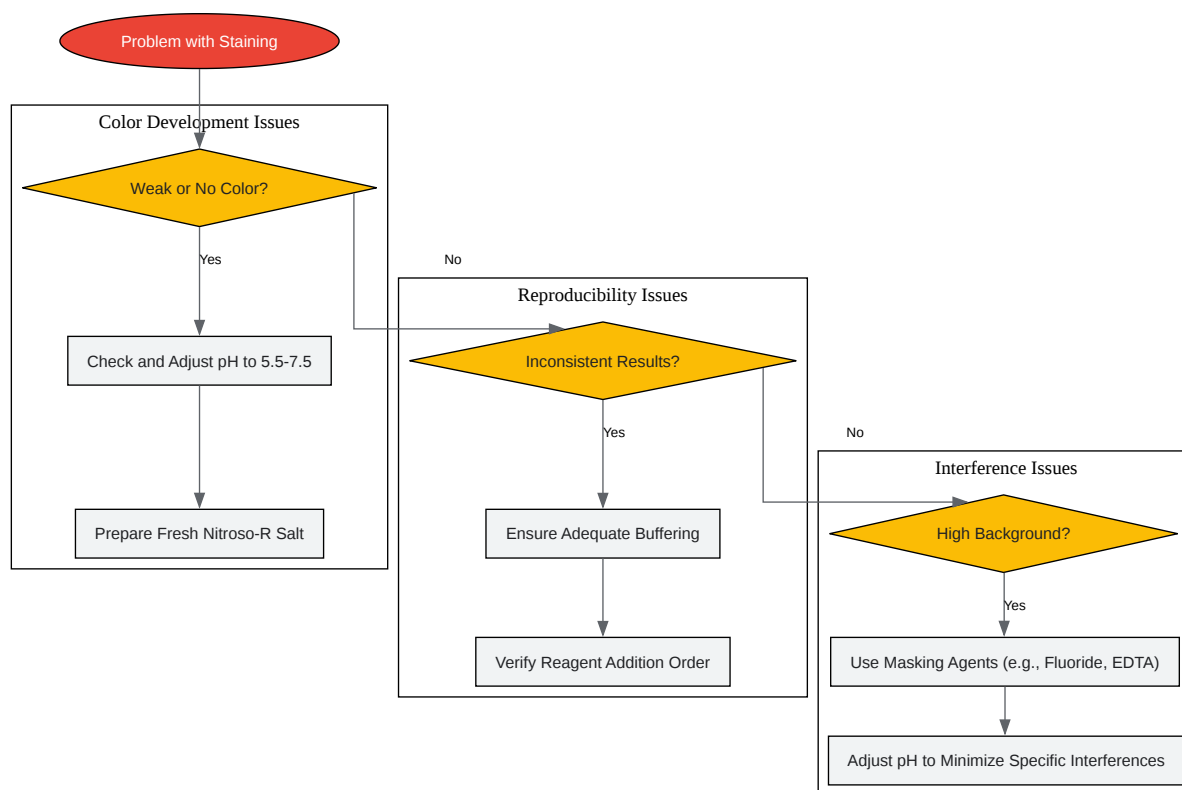 Problem with Staining
Color Development Issues
Weak or No Color?
Yes
No
Check and Adjust pH to 5.5-7.5
Prepare Fresh Nitroso-R Salt
Reproducibility Issues
Inconsistent Results?
Yes
No
Ensure Adequate Buffering
Verify Reagent Addition Order
Interference Issues
High Background?
Yes
Use Masking Agents (e.g., Fluoride, EDTA)
Adjust pH to Minimize Specific Interferences